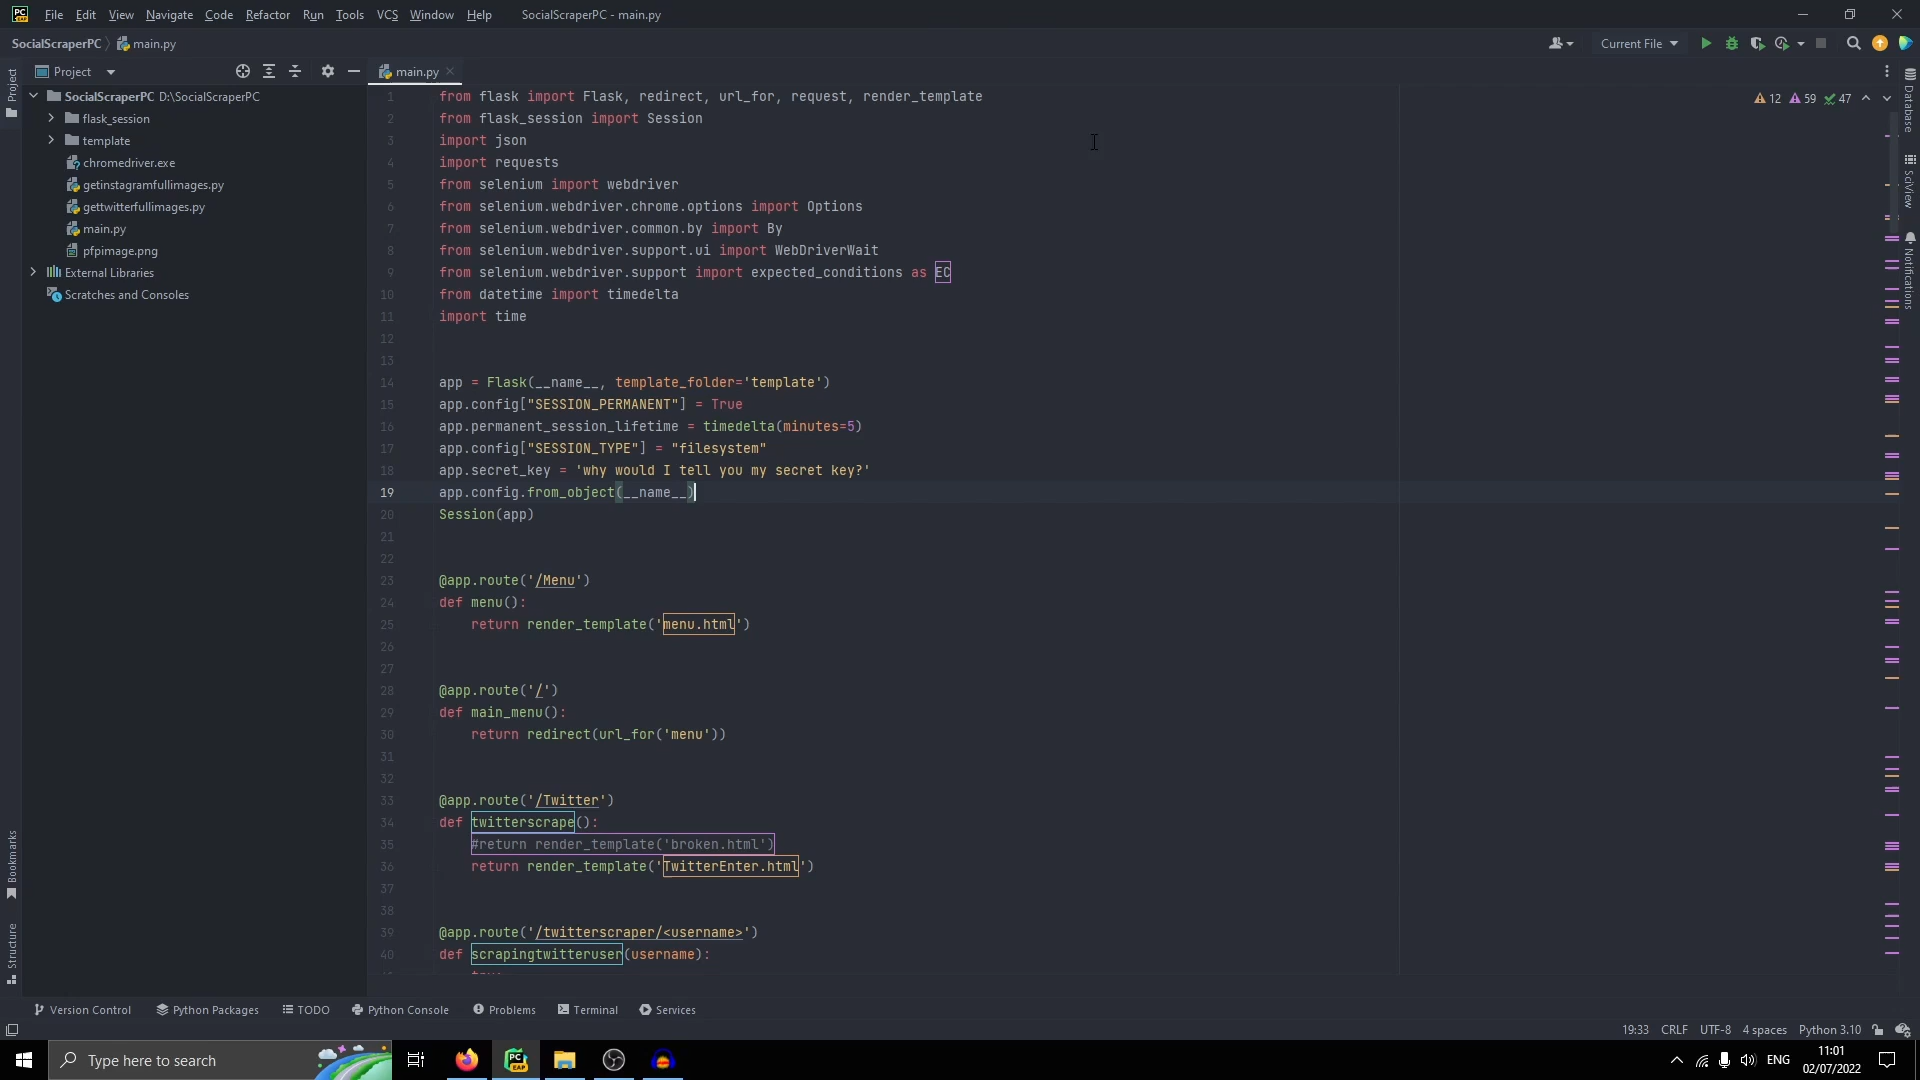 PC
File Edit View Navigate Code Refactor Run Tools VCS Window Help SocialScraperPC - main.py
SocialScraperPC main.py Current File
Project main.py
Project
SocialScraperPC D:\SocialScraperPC
flask_session
template
chromedriver.exe
getinstagramfullimages.py
gettwitterfullimages.py
main.py
pfpimage.png
External Libraries
Scratches and Consoles
12 59 47
1 from flask import Flask, redirect, url_for, request, render_template
2 from flask_session import Session
3 import json
4 import requests
5 from selenium import webdriver
6 from selenium.webdriver.chrome.options import Options
7 from selenium.webdriver.common.by import By
8 from selenium.webdriver.support.ui import WebDriverWait
9 from selenium.webdriver.support import expected_conditions as EC
10 from datetime import timedelta
11 import time
12
13
14 app = Flask(__name__, template_folder='template')
15 app.config["SESSION_PERMANENT"] = True
16 app.permanent_session_lifetime = timedelta(minutes=5)
17 app.config["SESSION_TYPE"] = "filesystem"
18 app.secret_key = 'why would I tell you my secret key?'
19 app.config.from_object(__name__)
20 Session(app)
21
22
23 @app.route('/Menu')
24 def menu():
25 return render_template('menu.html')
26
27
28 @app.route('/')
29 def main_menu():
30 return redirect(url_for('menu'))
31
32
33 @app.route('/Twitter')
34 def twitterscrape():
35 #return render_template('broken.html')
36 return render_template('TwitterEnter.html')
37
38
39 @app.route('/twitterscraper/<username>')
40 def scrapingtwitteruser(username):
Database
SciView
Notifications
Bookmarks
Structure
Version Control Python Packages TODO Python Console Problems Terminal Services
19:33 CRLF UTF-8 4 spaces Python 3.10
Type here to search
PC EAP
ENG
11:01
02/07/2022